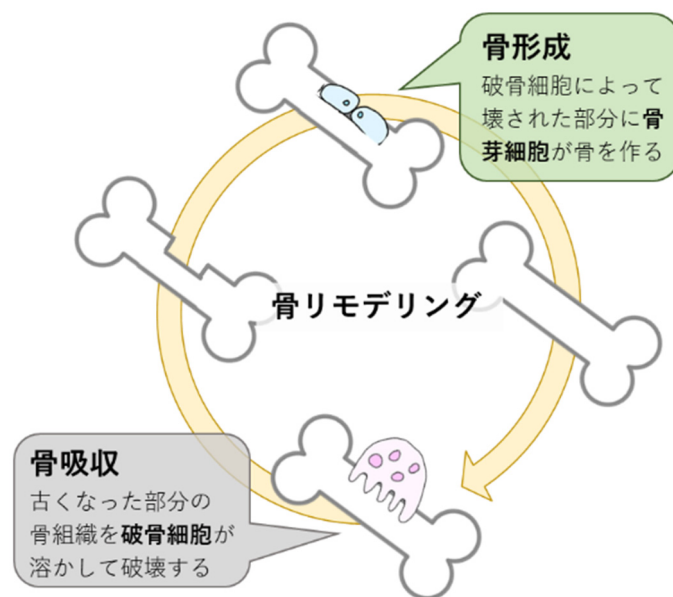 骨形成
破骨細胞によって
壊された部分に骨
芽細胞が骨を作る
骨リモデリング
骨吸収
古くなった部分の
骨組織を破骨細胞が
溶かして破壊する